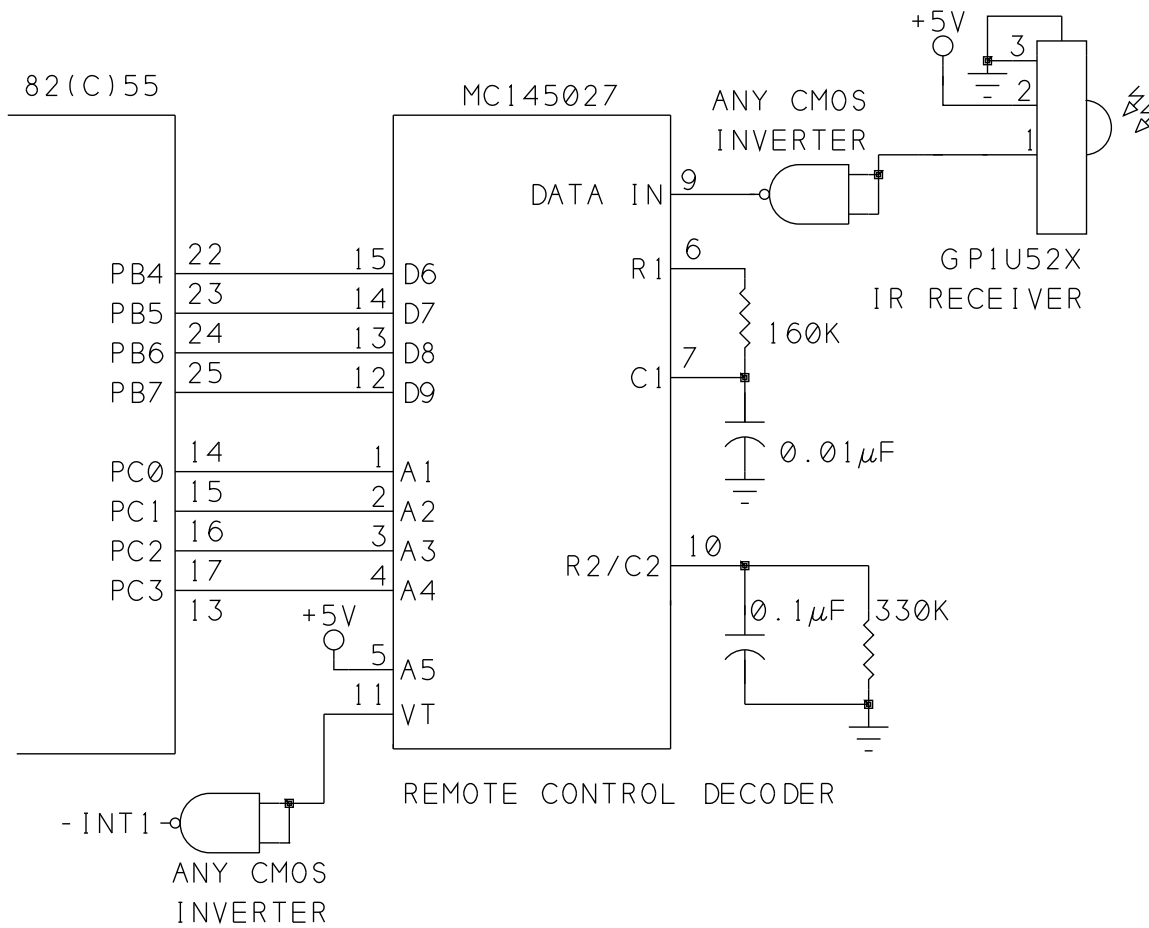 +5V
3
82(C)55
MC145027
ANY CMOS
INVERTER
2
1
DATA IN
9
GP1U52X
IR RECEIVER
PB4
22
15
D6
R1
6
PB5
23
14
D7
PB6
24
13
D8
160K
PB7
25
12
D9
C1
7
PC0
14
1
A1
0.01µF
PC1
15
2
A2
PC2
16
3
A3
PC3
17
4
A4
R2/C2
10
13
+5V
0.1µF
330K
5
A5
11
VT
REMOTE CONTROL DECODER
-INT1
ANY CMOS
INVERTER